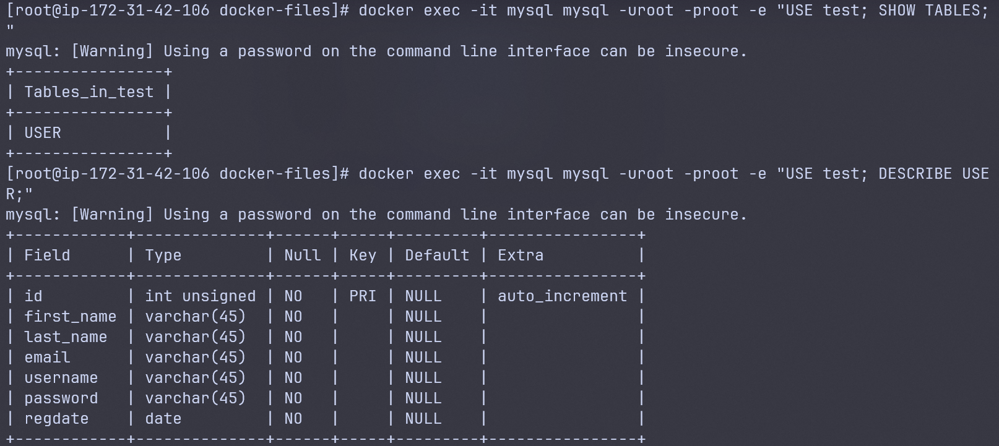 [root@ip-172-31-42-106 docker-files]# docker exec -it mysql mysql -uroot -proot -e "USE test; SHOW TABLES;
"
mysql: [Warning] Using a password on the command line interface can be insecure.
+----------------+
| Tables_in_test |
+----------------+
| USER           |
+----------------+
[root@ip-172-31-42-106 docker-files]# docker exec -it mysql mysql -uroot -proot -e "USE test; DESCRIBE USE
R;"
mysql: [Warning] Using a password on the command line interface can be insecure.
+------------+--------------+------+-----+---------+----------------+
| Field      | Type         | Null | Key | Default | Extra          |
+------------+--------------+------+-----+---------+----------------+
| id         | int unsigned | NO   | PRI | NULL    | auto_increment |
| first_name | varchar(45)  | NO   |     | NULL    |                |
| last_name  | varchar(45)  | NO   |     | NULL    |                |
| email      | varchar(45)  | NO   |     | NULL    |                |
| username   | varchar(45)  | NO   |     | NULL    |                |
| password   | varchar(45)  | NO   |     | NULL    |                |
| regdate    | date         | NO   |     | NULL    |                |
+------------+--------------+------+-----+---------+----------------+